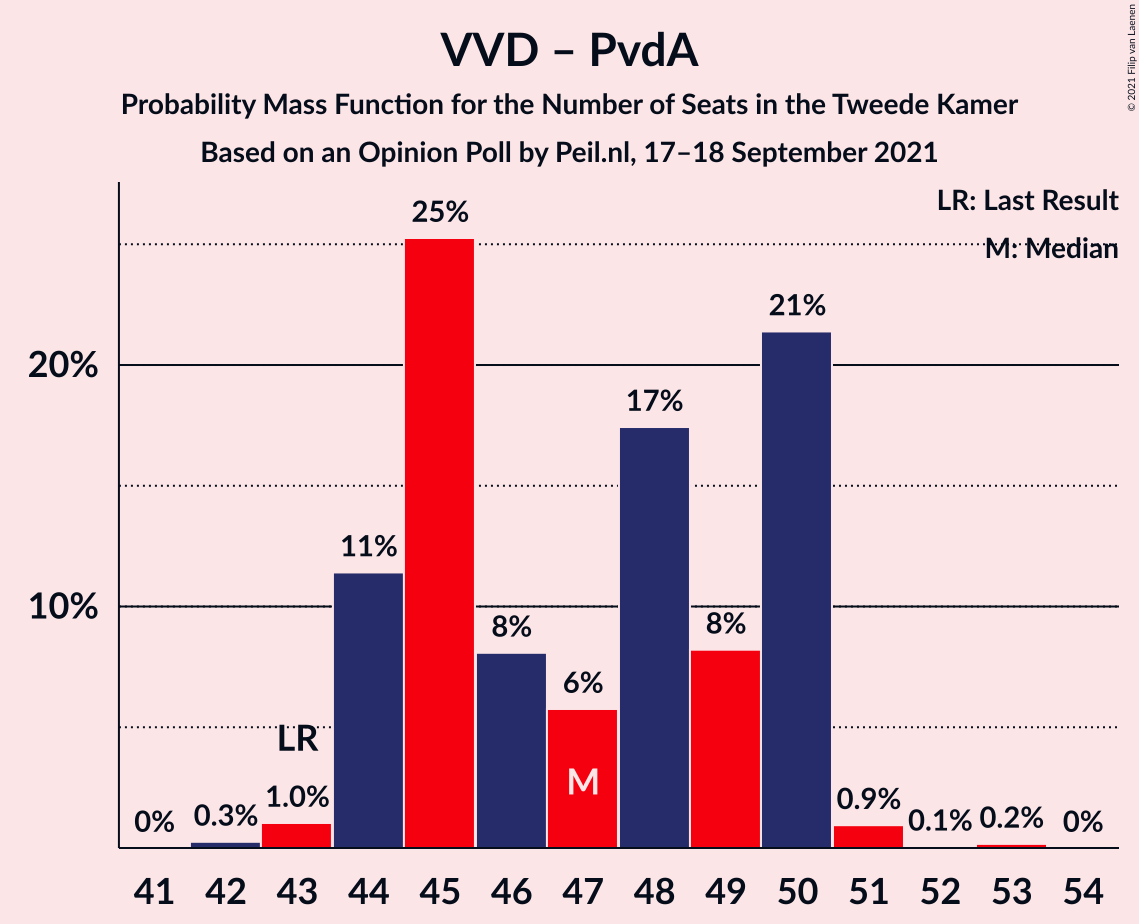 VVD – PvdA
Probability Mass Function for the Number of Seats in the Tweede Kamer
Based on an Opinion Poll by Peil.nl, 17–18 September 2021
© 2021 Filip van Laenen
LR: Last Result
M: Median
20%
10%
0%
0.3%
1.0%
LR
11%
25%
8%
6%
M
17%
8%
21%
0.9%
0.1%
0.2%
0%
41 42 43 44 45 46 47 48 49 50 51 52 53 54